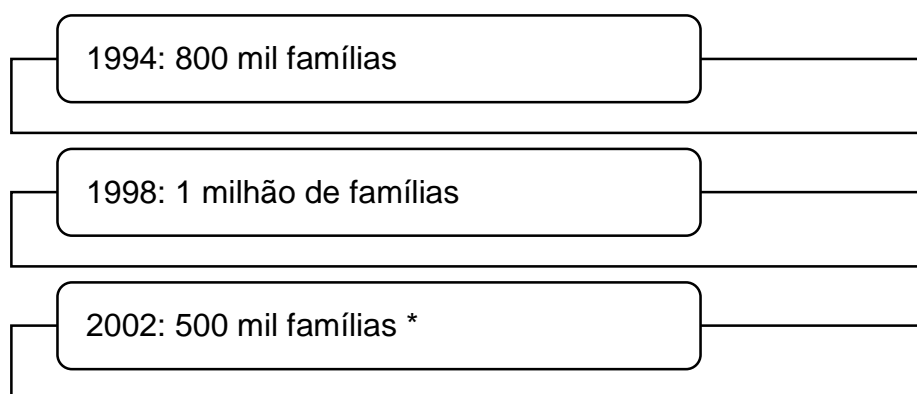 1994: 800 mil famílias
1998: 1 milhão de famílias
2002: 500 mil famílias *